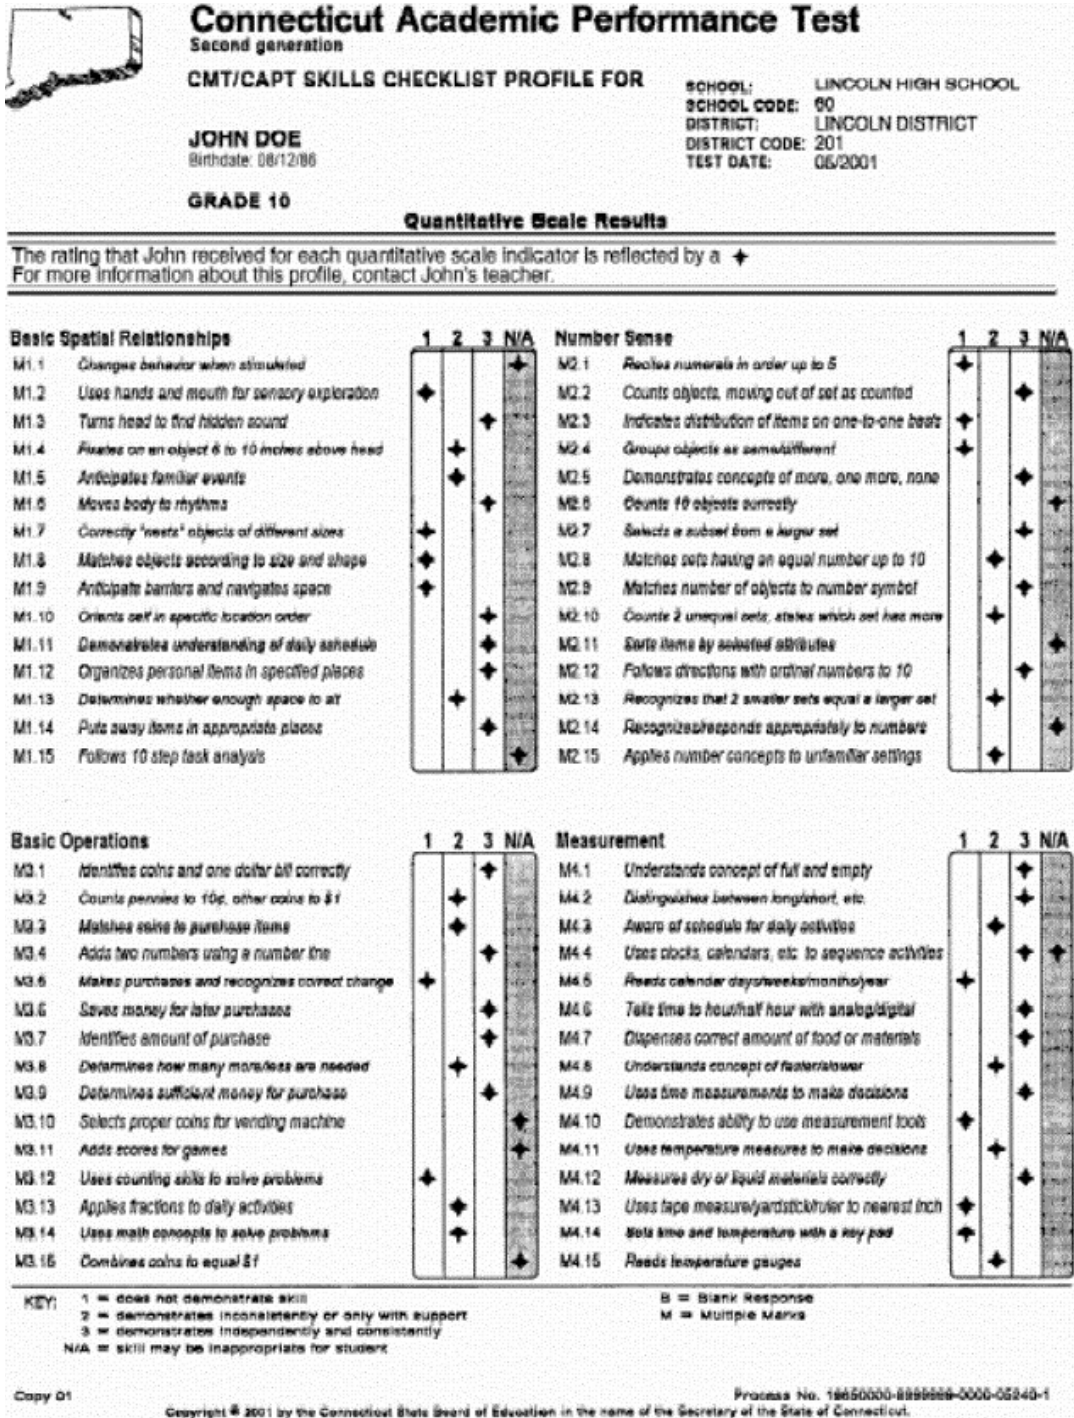 Connecticut Academic Performance Test
Second generation
CMT/CAPT SKILLS CHECKLIST PROFILE FOR
SCHOOL: LINCOLN HIGH SCHOOL
SCHOOL CODE: 60
DISTRICT: LINCOLN DISTRICT
DISTRICT CODE: 201
TEST DATE: 05/2001
JOHN DOE
Birthdate: 08/12/86
GRADE 10
Quantitative Scale Results
The rating that John received for each quantitative scale indicator is reflected by a ✦
For more information about this profile, contact John's teacher.
Basic Spatial Relationships 1 2 3 N/A
M1.1 Changes behavior when stimulated
M1.2 Uses hands and mouth for sensory exploration
M1.3 Turns head to find hidden sound
M1.4 Fixates on an object 6 to 10 inches above head
M1.5 Anticipates familiar events
M1.6 Moves body to rhythms
M1.7 Correctly "nests" objects of different sizes
M1.8 Matches objects according to size and shape
M1.9 Anticipate barriers and navigates space
M1.10 Orients self in specific location order
M1.11 Demonstrates understanding of daily schedule
M1.12 Organizes personal items in specified places
M1.13 Determines whether enough space to sit
M1.14 Puts away items in appropriate places
M1.15 Follows 10 step task analysis
Number Sense 1 2 3 N/A
M2.1 Recites numerals in order up to 5
M2.2 Counts objects, moving out of set as counted
M2.3 Indicates distribution of items on one-to-one basis
M2.4 Groups objects as same/different
M2.5 Demonstrates concepts of more, one more, none
M2.6 Counts 10 objects correctly
M2.7 Selects a subset from a larger set
M2.8 Matches sets having an equal number up to 10
M2.9 Matches number of objects to number symbol
M2.10 Counts 2 unequal sets, states which set has more
M2.11 Sorts items by selected attributes
M2.12 Follows directions with ordinal numbers to 10
M2.13 Recognizes that 2 smaller sets equal a larger set
M2.14 Recognizes/responds appropriately to numbers
M2.15 Applies number concepts to unfamiliar settings
Basic Operations 1 2 3 N/A
M3.1 Identifies coins and one dollar bill correctly
M3.2 Counts pennies to 10¢, other coins to $1
M3.3 Matches coins to purchase items
M3.4 Adds two numbers using a number line
M3.5 Makes purchases and recognizes correct change
M3.6 Saves money for later purchases
M3.7 Identifies amount of purchase
M3.8 Determines how many more/less are needed
M3.9 Determines sufficient money for purchase
M3.10 Selects proper coins for vending machine
M3.11 Adds scores for games
M3.12 Uses counting skills to solve problems
M3.13 Applies fractions to daily activities
M3.14 Uses math concepts to solve problems
M3.15 Combines coins to equal $1
Measurement 1 2 3 N/A
M4.1 Understands concept of full and empty
M4.2 Distinguishes between long/short, etc.
M4.3 Aware of schedule for daily activities
M4.4 Uses clocks, calendars, etc. to sequence activities
M4.5 Reads calendar days/weeks/months/year
M4.6 Tells time to hour/half hour with analog/digital
M4.7 Dispenses correct amount of food or materials
M4.8 Understands concept of faster/slower
M4.9 Uses time measurements to make decisions
M4.10 Demonstrates ability to use measurement tools
M4.11 Uses temperature measures to make decisions
M4.12 Measures dry or liquid materials correctly
M4.13 Uses tape measure/yardstick/ruler to nearest inch
M4.14 Sets time and temperature with a key pad
M4.15 Reads temperature gauges
KEY: 1 = does not demonstrate skill
2 = demonstrates inconsistently or only with support
3 = demonstrates independently and consistently
N/A = skill may be inappropriate for student
B = Blank Response
M = Multiple Marks
Copy 01
Process No.
Copyright © 2001 by the Connecticut State Board of Education in the name of the Secretary of the State of Connecticut.